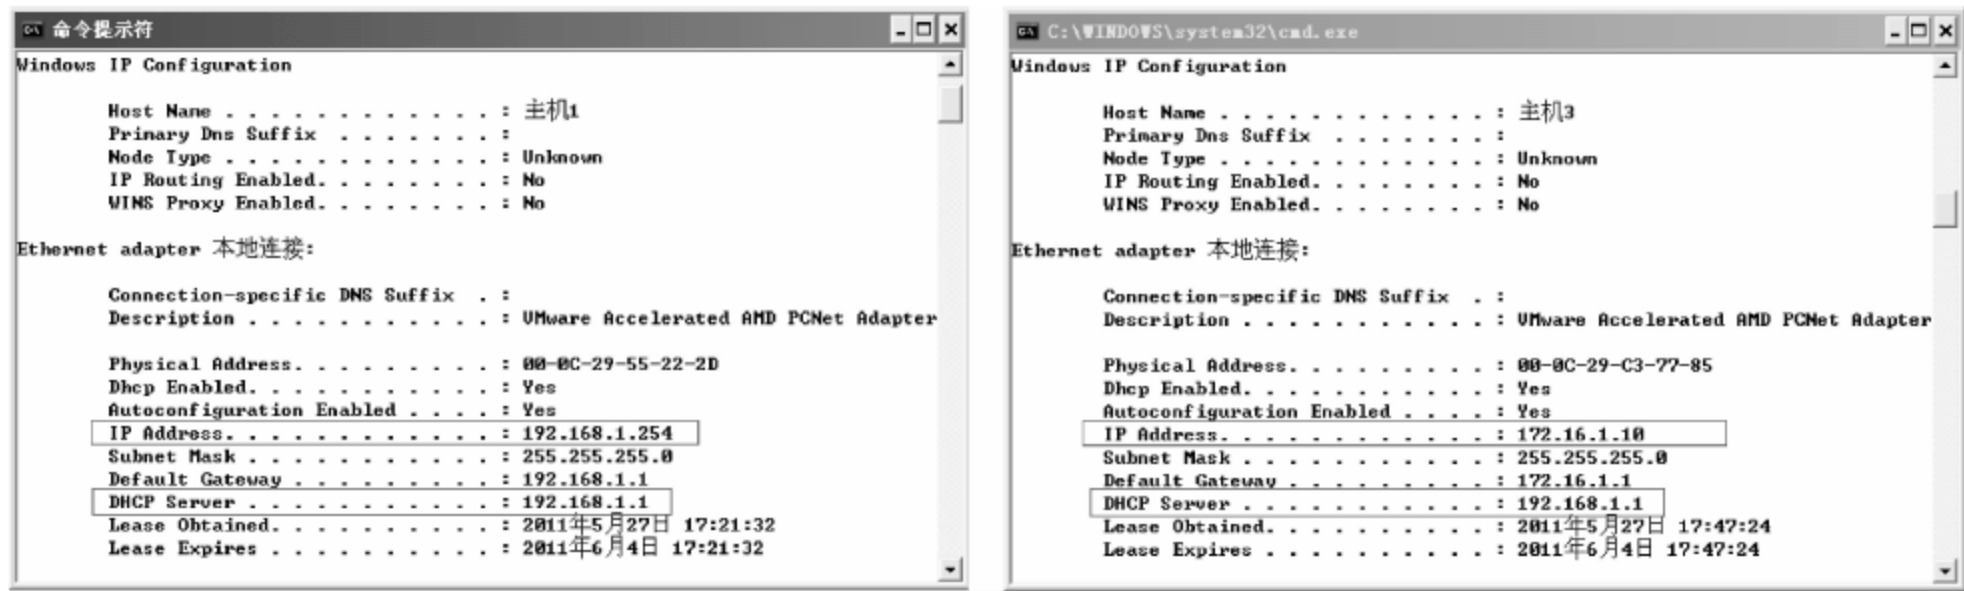 命令提示符
Windows IP Configuration
Host Name . . . . . . . . . . . . : 主机1
Primary Dns Suffix . . . . . . . :
Node Type . . . . . . . . . . . . : Unknown
IP Routing Enabled. . . . . . . . : No
WINS Proxy Enabled. . . . . . . . : No
Ethernet adapter 本地连接:
Connection-specific DNS Suffix . :
Description . . . . . . . . . . . : VMware Accelerated AMD PCNet Adapter
Physical Address. . . . . . . . . : 00-0C-29-55-22-2D
Dhcp Enabled. . . . . . . . . . . : Yes
Autoconfiguration Enabled . . . . : Yes
IP Address. . . . . . . . . . . . : 192.168.1.254
Subnet Mask . . . . . . . . . . . : 255.255.255.0
Default Gateway . . . . . . . . . : 192.168.1.1
DHCP Server . . . . . . . . . . . : 192.168.1.1
Lease Obtained. . . . . . . . . . : 2011年5月27日 17:21:32
Lease Expires . . . . . . . . . . : 2011年6月4日 17:21:32
C:\WINDOWS\system32\cmd.exe
Windows IP Configuration
Host Name . . . . . . . . . . . . : 主机3
Primary Dns Suffix . . . . . . . :
Node Type . . . . . . . . . . . . : Unknown
IP Routing Enabled. . . . . . . . : No
WINS Proxy Enabled. . . . . . . . : No
Ethernet adapter 本地连接:
Connection-specific DNS Suffix . :
Description . . . . . . . . . . . : VMware Accelerated AMD PCNet Adapter
Physical Address. . . . . . . . . : 00-0C-29-C3-77-85
Dhcp Enabled. . . . . . . . . . . : Yes
Autoconfiguration Enabled . . . . : Yes
IP Address. . . . . . . . . . . . : 172.16.1.10
Subnet Mask . . . . . . . . . . . : 255.255.255.0
Default Gateway . . . . . . . . . : 172.16.1.1
DHCP Server . . . . . . . . . . . : 192.168.1.1
Lease Obtained. . . . . . . . . . : 2011年5月27日 17:47:24
Lease Expires . . . . . . . . . . : 2011年6月4日 17:47:24